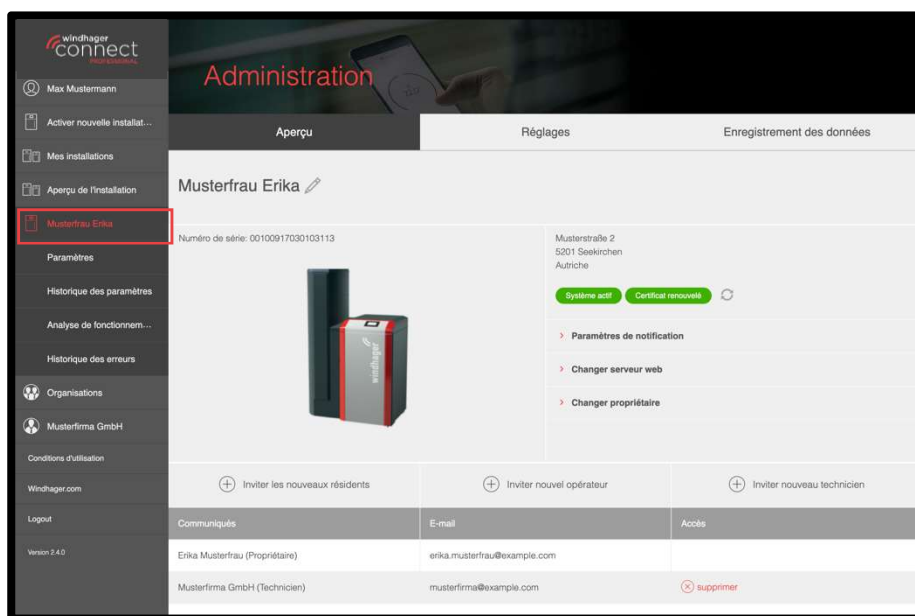 windhager
connect
PROFESSIONAL
Max Mustermann
Activer nouvelle installat...
Mes installations
Aperçu de l'Installation
Musterfrau Erika
Paramètres
Historique des paramètres
Analyse de fonctionnem...
Historique des erreurs
Organisations
Musterfirma GmbH
Conditions d'utilisation
Windhager.com
Logout
Version 2.4.0
Administration
Aperçu
Réglages
Enregistrement des données
Musterfrau Erika
Numéro de série: 00100917030103113
windhager
Musterstraße 2
5201 Seekirchen
Autriche
Système actif
Certificat renouvelé
> Paramètres de notification
> Changer serveur web
> Changer propriétaire
Inviter les nouveaux résidents
Inviter nouvel opérateur
Inviter nouveau technicien
Communiqués
E-mail
Accès
Erika Musterfrau (Propriétaire)
erika.musterfrau@example.com
Musterfirma GmbH (Technicien)
musterfirma@example.com
supprimer